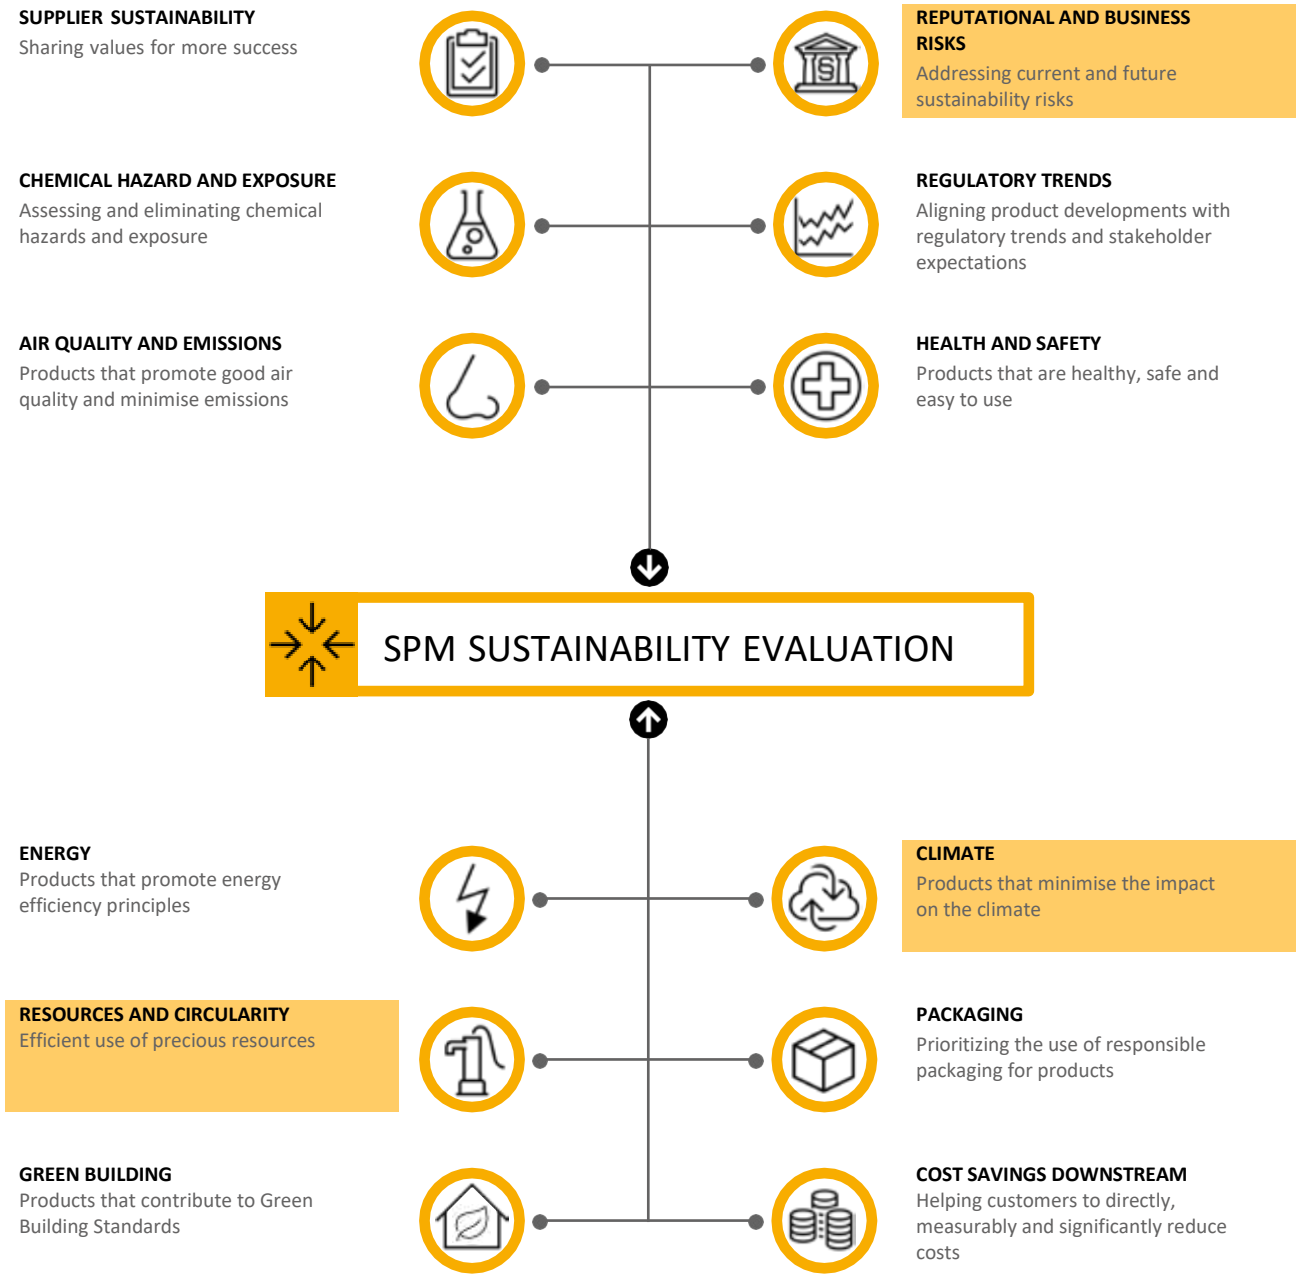 SUPPLIER SUSTAINABILITY
Sharing values for more success
REPUTATIONAL AND BUSINESS
RISKS
Addressing current and future
sustainability risks
CHEMICAL HAZARD AND EXPOSURE
Assessing and eliminating chemical
hazards and exposure
REGULATORY TRENDS
Aligning product developments with
regulatory trends and stakeholder
expectations
AIR QUALITY AND EMISSIONS
Products that promote good air
quality and minimise emissions
HEALTH AND SAFETY
Products that are healthy, safe and
easy to use
SPM SUSTAINABILITY EVALUATION
ENERGY
Products that promote energy
efficiency principles
CLIMATE
Products that minimise the impact
on the climate
RESOURCES AND CIRCULARITY
Efficient use of precious resources
PACKAGING
Prioritizing the use of responsible
packaging for products
GREEN BUILDING
Products that contribute to Green
Building Standards
COST SAVINGS DOWNSTREAM
Helping customers to directly,
measurably and significantly reduce
costs